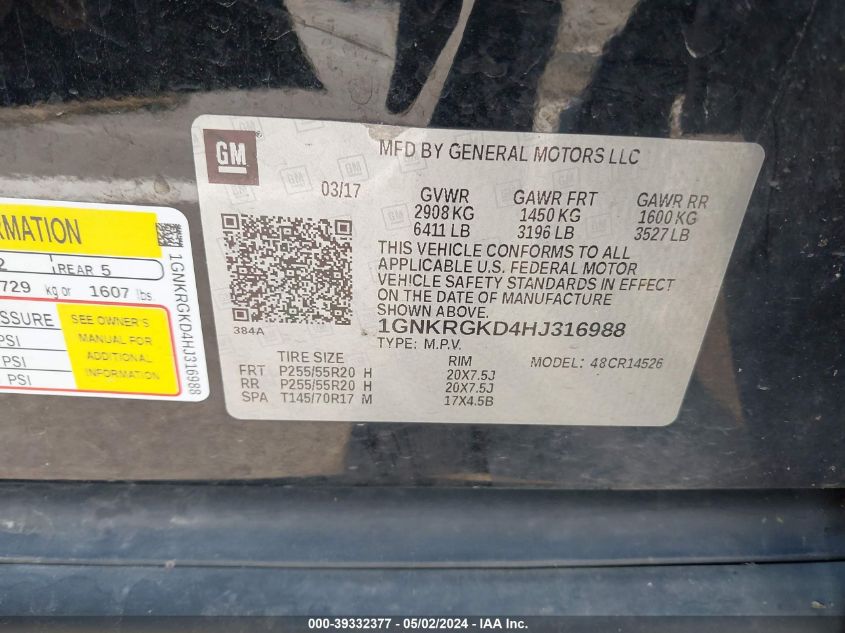 GM
®
MFD BY GENERAL MOTORS LLC
03/17
GVWR GAWR FRT GAWR RR
2908 KG 1450 KG 1600 KG
6411 LB 3196 LB 3527 LB
THIS VEHICLE CONFORMS TO ALL
APPLICABLE U.S. FEDERAL MOTOR
VEHICLE SAFETY STANDARDS IN EFFECT
ON THE DATE OF MANUFACTURE
SHOWN ABOVE.
384A
1GNKRGKD4HJ316988
TYPE: M.P.V. MODEL: 48CR14526
TIRE SIZE RIM
FRT P255/55R20 H 20X7.5J
RR P255/55R20 H 20X7.5J
SPA T145/70R17 M 17X4.5B
2 REAR 5
729 kg or 1607 lbs.
PSI
PSI
SEE OWNER'S
MANUAL FOR
ADDITIONAL
INFORMATION
1GNKRGKD4HJ316988
000-39332377 - 05/02/2024 - IAA Inc.